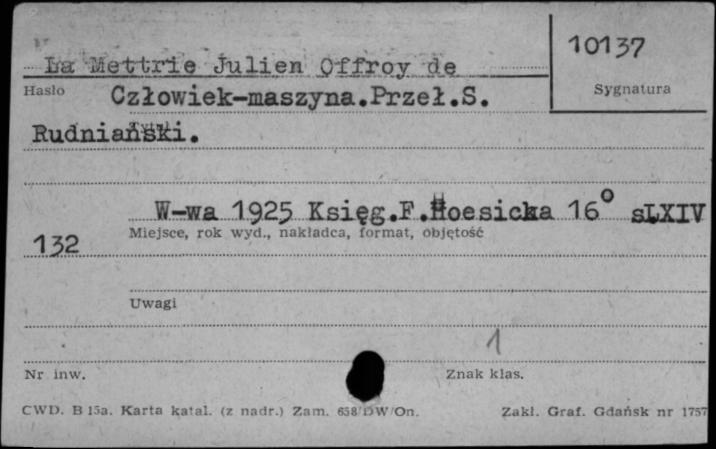 10137
La Mettrie Julien Offroy de
Hasło
Sygnatura
Człowiek-maszyna.Przeł.S.
Rudniański.
W-wa 1925 Księg.F.Hoesicka 16° sLXIV
132
Miejsce, rok wyd., nakładca, format, objętość
Uwagi
1
Nr inw.
Znak klas.
CWD. B 15a. Karta katal. (z nadr.) Zam. 658/DW/On.
Zakł. Graf. Gdańsk nr 1757